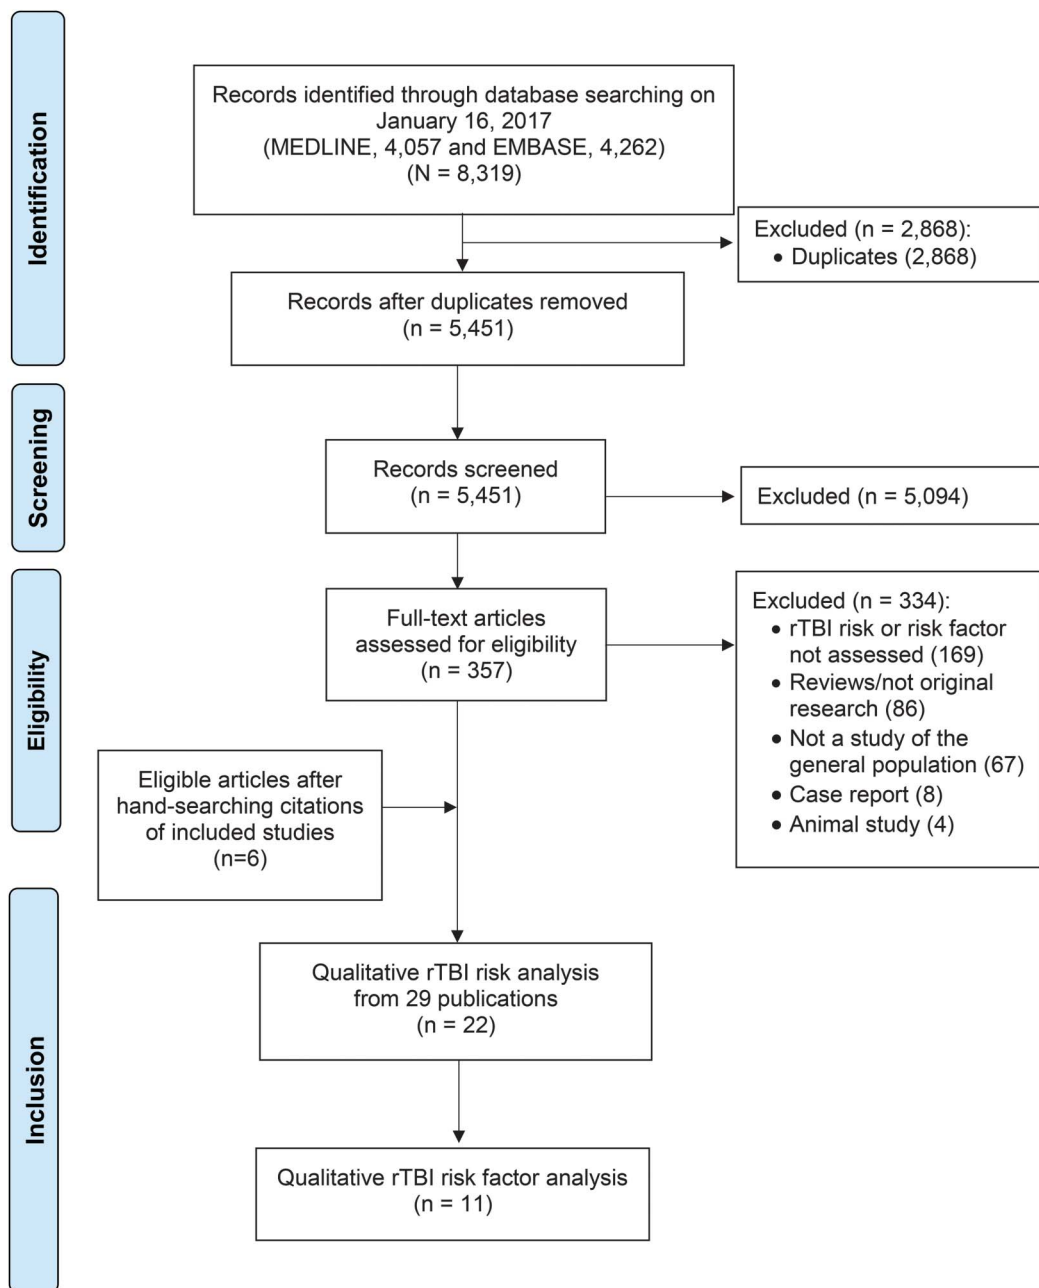 Identification
Records identified through database searching on
January 16, 2017
(MEDLINE, 4,057 and EMBASE, 4,262)
(N = 8,319)
Excluded (n = 2,868):
• Duplicates (2,868)
Records after duplicates removed
(n = 5,451)
Screening
Records screened
(n = 5,451)
Excluded (n = 5,094)
Eligibility
Full-text articles
assessed for eligibility
(n = 357)
Excluded (n = 334):
• rTBI risk or risk factor
not assessed (169)
• Reviews/not original
research (86)
• Not a study of the
general population (67)
• Case report (8)
• Animal study (4)
Eligible articles after
hand-searching citations
of included studies
(n=6)
Inclusion
Qualitative rTBI risk analysis
from 29 publications
(n = 22)
Qualitative rTBI risk factor analysis
(n = 11)